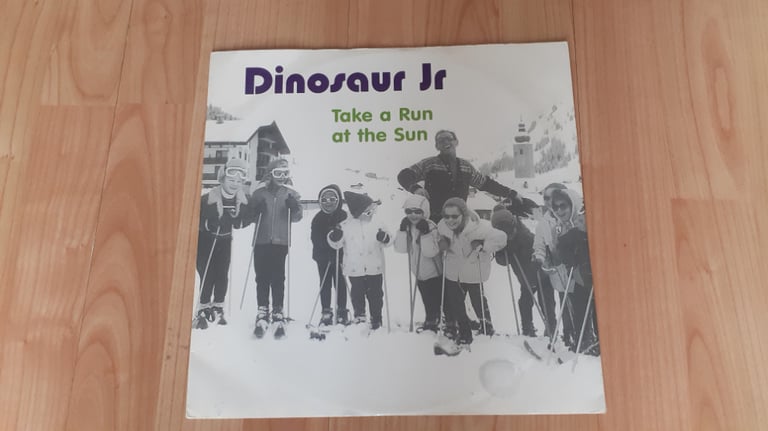 Dinosaur Jr
Take a Run
at the Sun